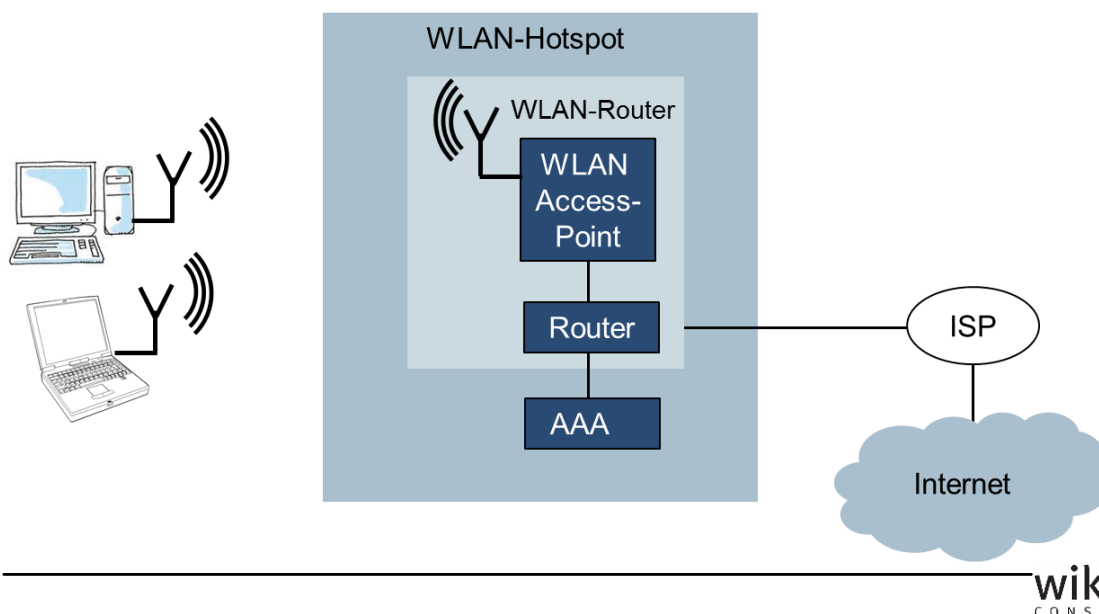 WLAN-Hotspot
WLAN-Router
WLAN
Access-
Point
Router
AAA
ISP
Internet
wik
CONS